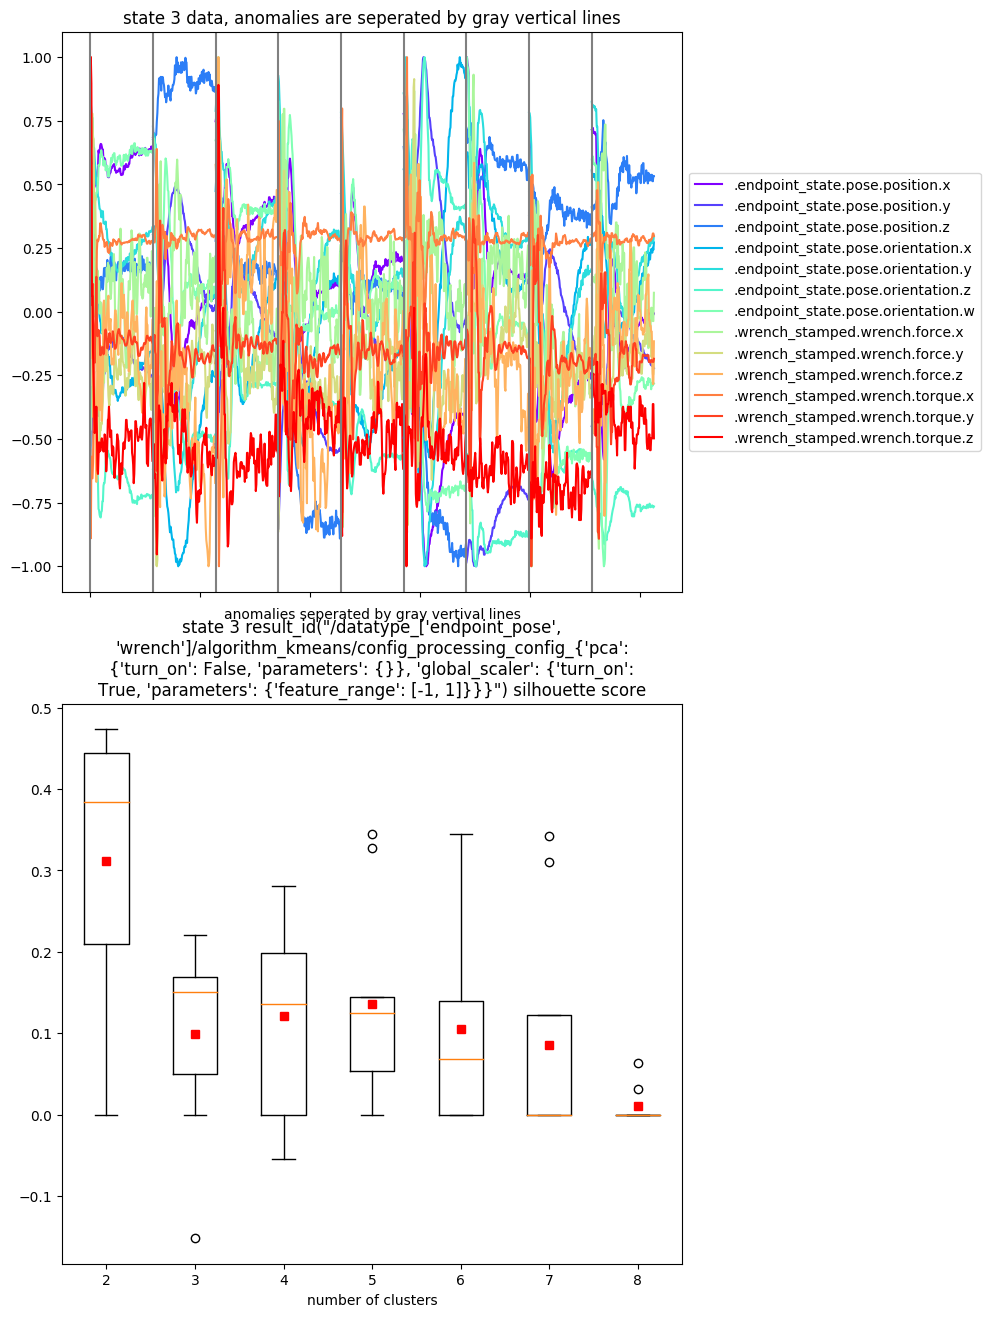 state 3 data, anomalies are seperated by gray vertical lines
1.00
0.75
0.50
0.25
0.00
−0.25
−0.50
−0.75
−1.00
.endpoint_state.pose.position.x
.endpoint_state.pose.position.y
.endpoint_state.pose.position.z
.endpoint_state.pose.orientation.x
.endpoint_state.pose.orientation.y
.endpoint_state.pose.orientation.z
.endpoint_state.pose.orientation.w
.wrench_stamped.wrench.force.x
.wrench_stamped.wrench.force.y
.wrench_stamped.wrench.force.z
.wrench_stamped.wrench.torque.x
.wrench_stamped.wrench.torque.y
.wrench_stamped.wrench.torque.z
anomalies seperated by gray vertival lines
state 3 result_id("/datatype_['endpoint_pose',
'wrench']/algorithm_kmeans/config_processing_config_{'pca':
{'turn_on': False, 'parameters': {}}, 'global_scaler': {'turn_on':
True, 'parameters': {'feature_range': [-1, 1]}}}") silhouette score
0.5
0.4
0.3
0.2
0.1
0.0
−0.1
2 3 4 5 6 7 8
number of clusters